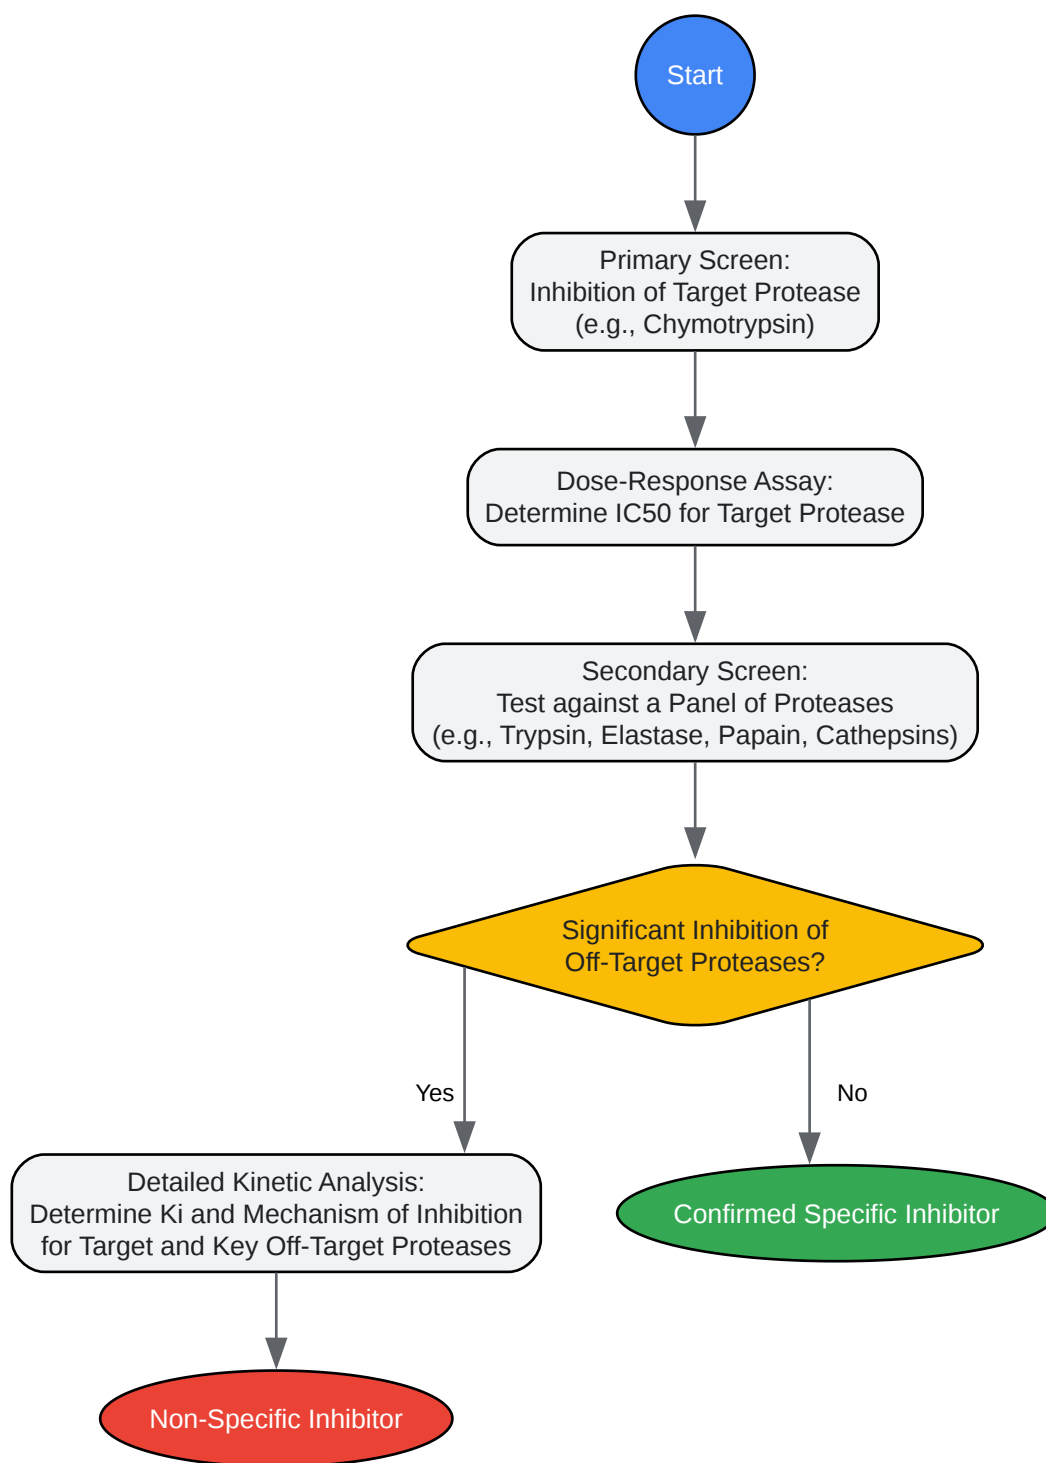 Start
Primary Screen:
Inhibition of Target Protease
(e.g., Chymotrypsin)
Dose-Response Assay:
Determine IC50 for Target Protease
Secondary Screen:
Test against a Panel of Proteases
(e.g., Trypsin, Elastase, Papain, Cathepsins)
Significant Inhibition of
Off-Target Proteases?
Yes
No
Detailed Kinetic Analysis:
Determine Ki and Mechanism of Inhibition
for Target and Key Off-Target Proteases
Confirmed Specific Inhibitor
Non-Specific Inhibitor